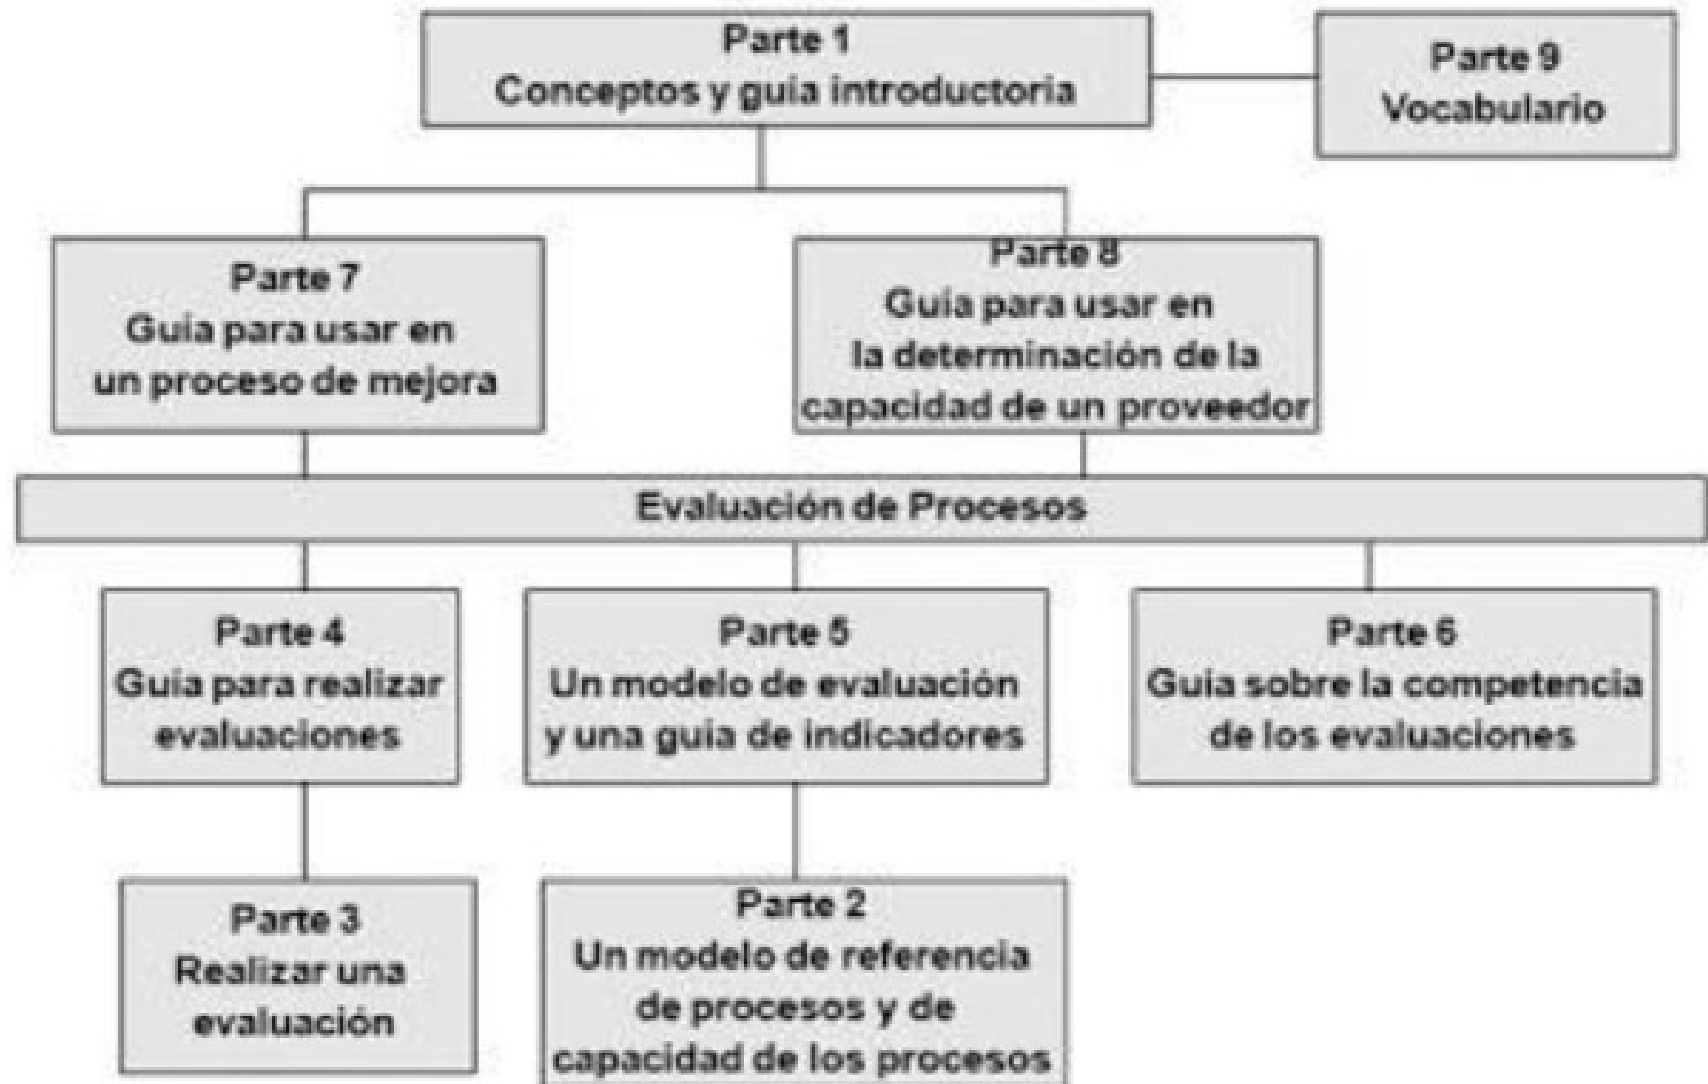 Parte 1
Conceptos y guía introductoria
Parte 9
Vocabulario
Parte 7
Guía para usar en
un proceso de mejora
Parte 8
Guía para usar en
la determinación de la
capacidad de un proveedor
Evaluación de Procesos
Parte 4
Guía para realizar
evaluaciones
Parte 5
Un modelo de evaluación
y una guía de indicadores
Parte 6
Guía sobre la competencia
de los evaluaciones
Parte 3
Realizar una
evaluación
Parte 2
Un modelo de referencia
de procesos y de
capacidad de los procesos